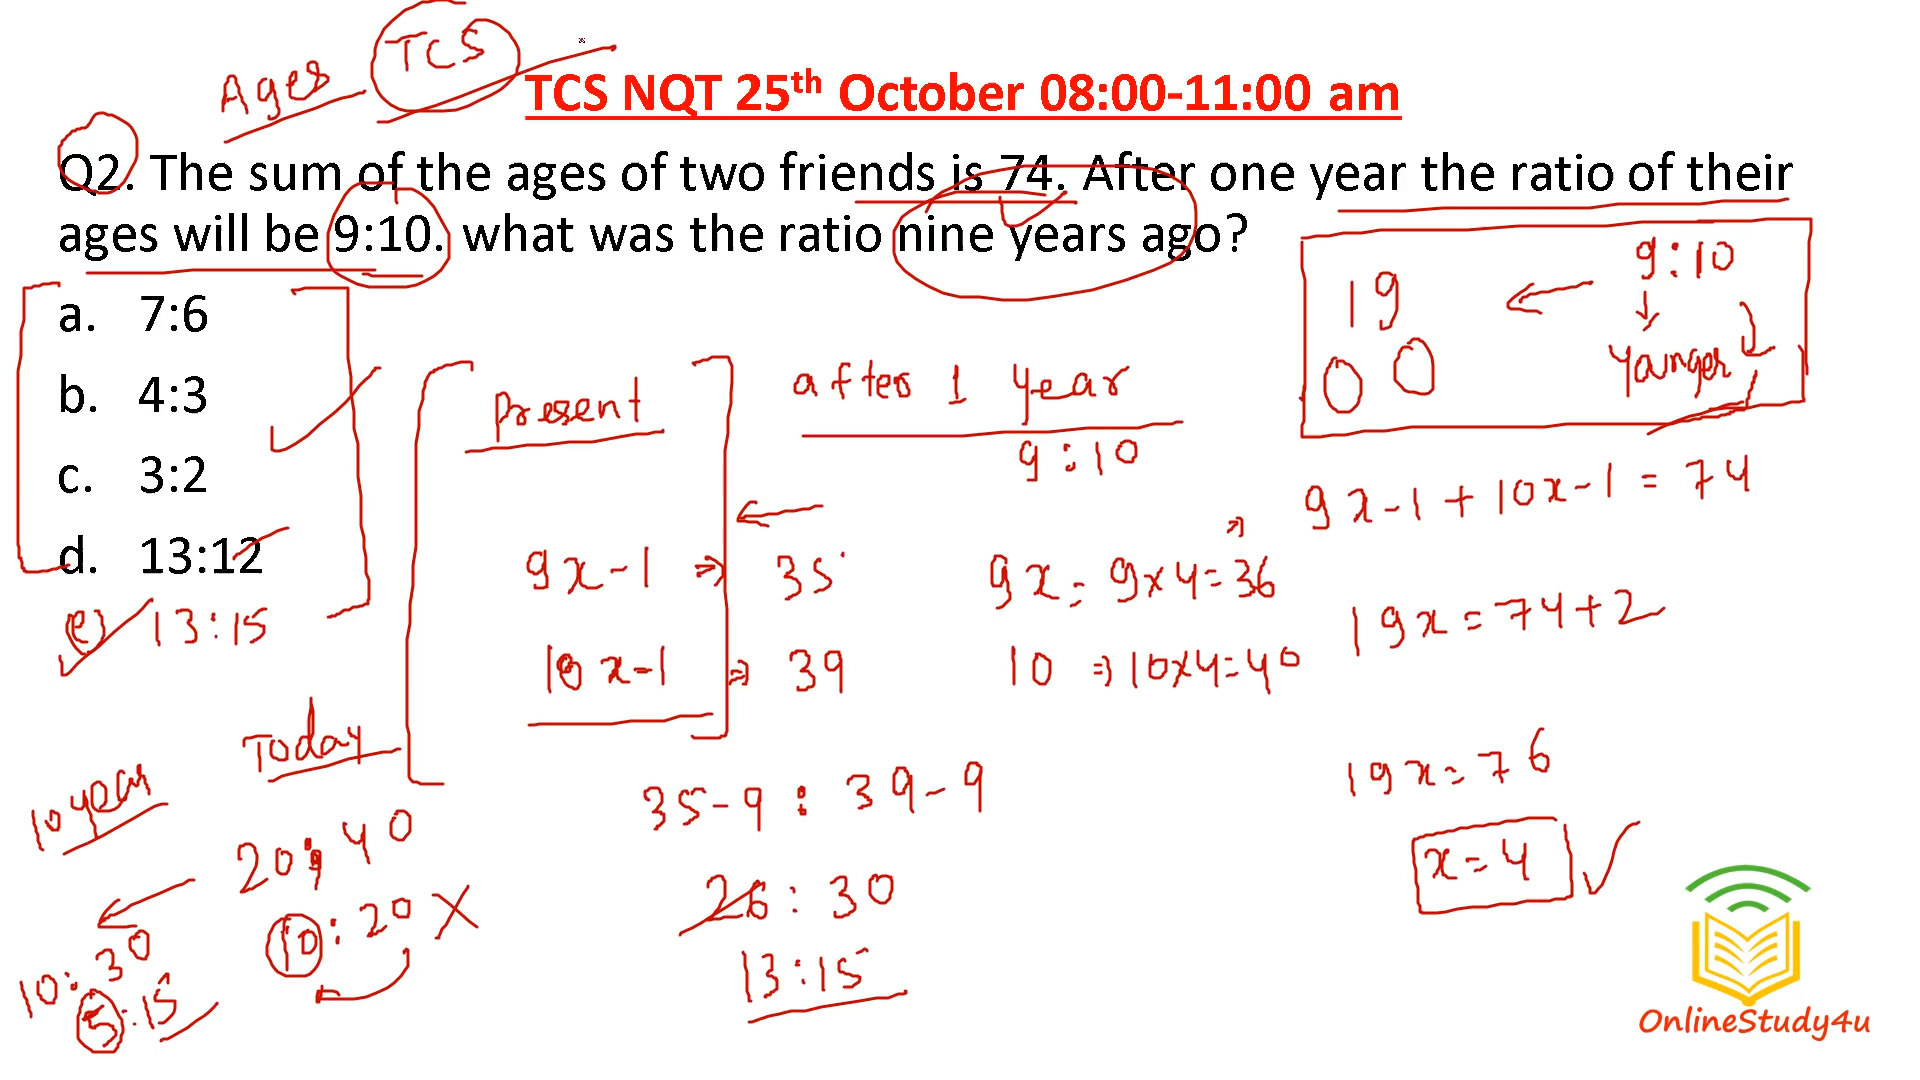 Ages TCS
TCS NQT 25th October 08:00-11:00 am
Q2. The sum of the ages of two friends is 74. After one year the ratio of their
ages will be 9:10. what was the ratio nine years ago?
a. 7:6
b. 4:3
c. 3:2
d. 13:12
e) 13:15
Present
9x-1 ⇒ 35
10x-1 ⇒ 39
after 1 year
9:10
9x = 9x4=36
10 ⇒ 10x4=40
35-9 : 39-9
26 : 30
13:15
19 ← 9:10
Younger
9x-1+10x-1 = 74
19x = 74+2
19x = 76
x=4
10 year
Today
20:40
10:20 X
10:30
5:15
OnlineStudy4u